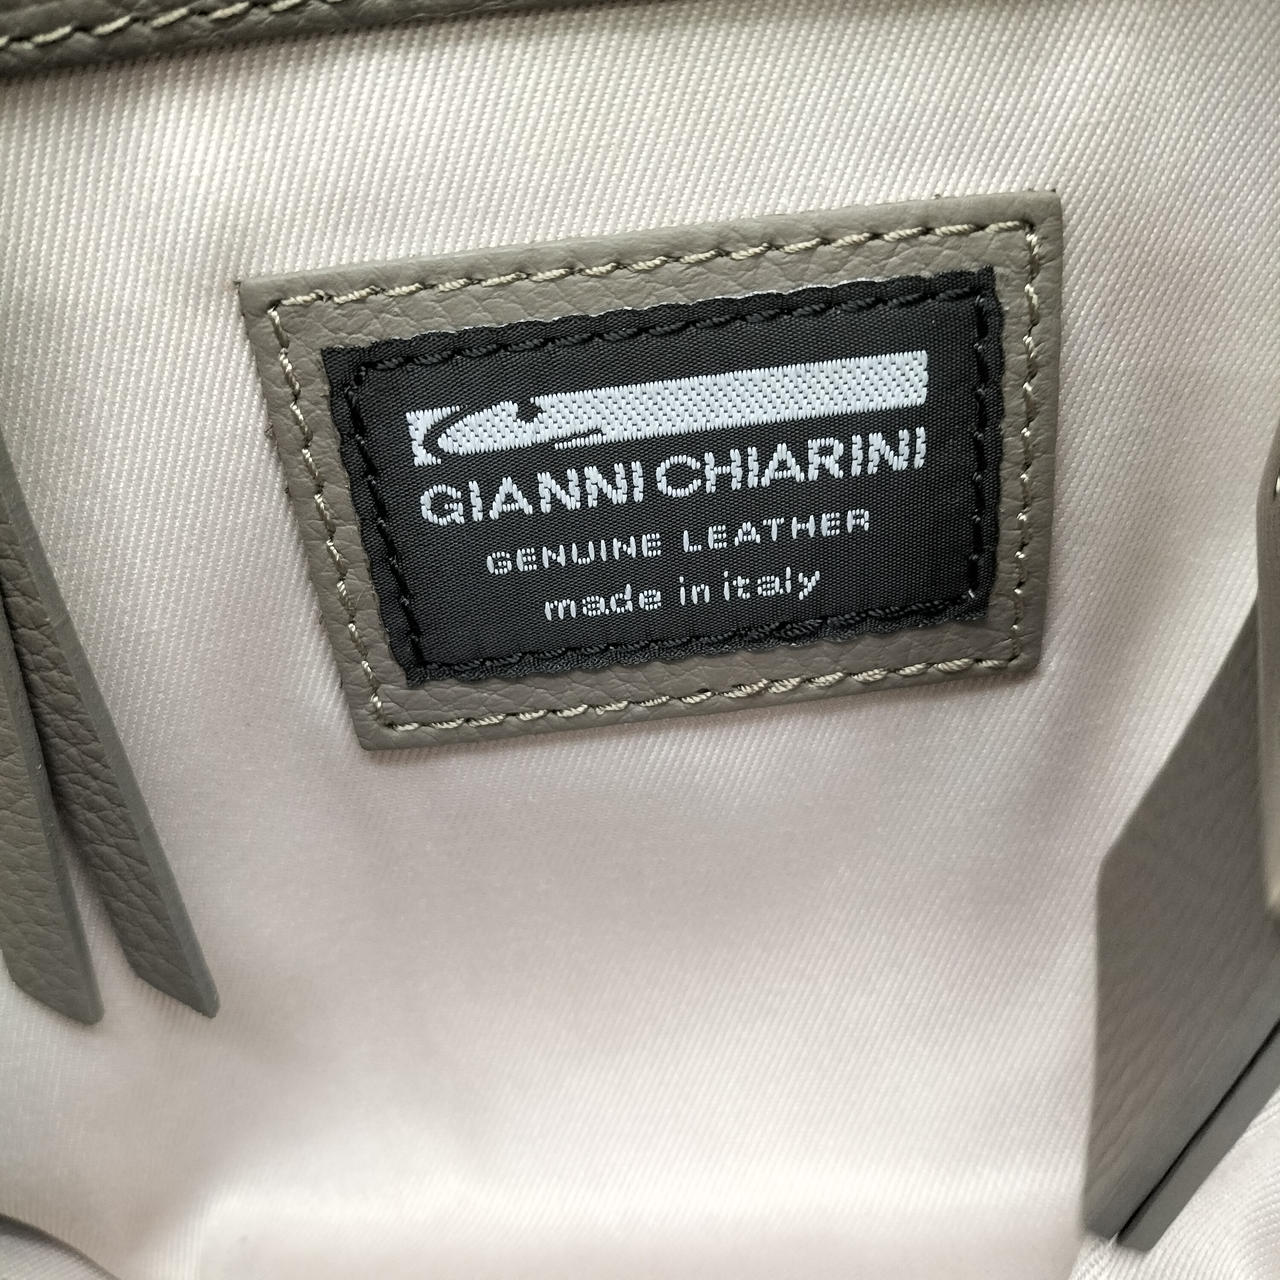 GIANNI CHIARINI
GENUINE LEATHER
made in italy